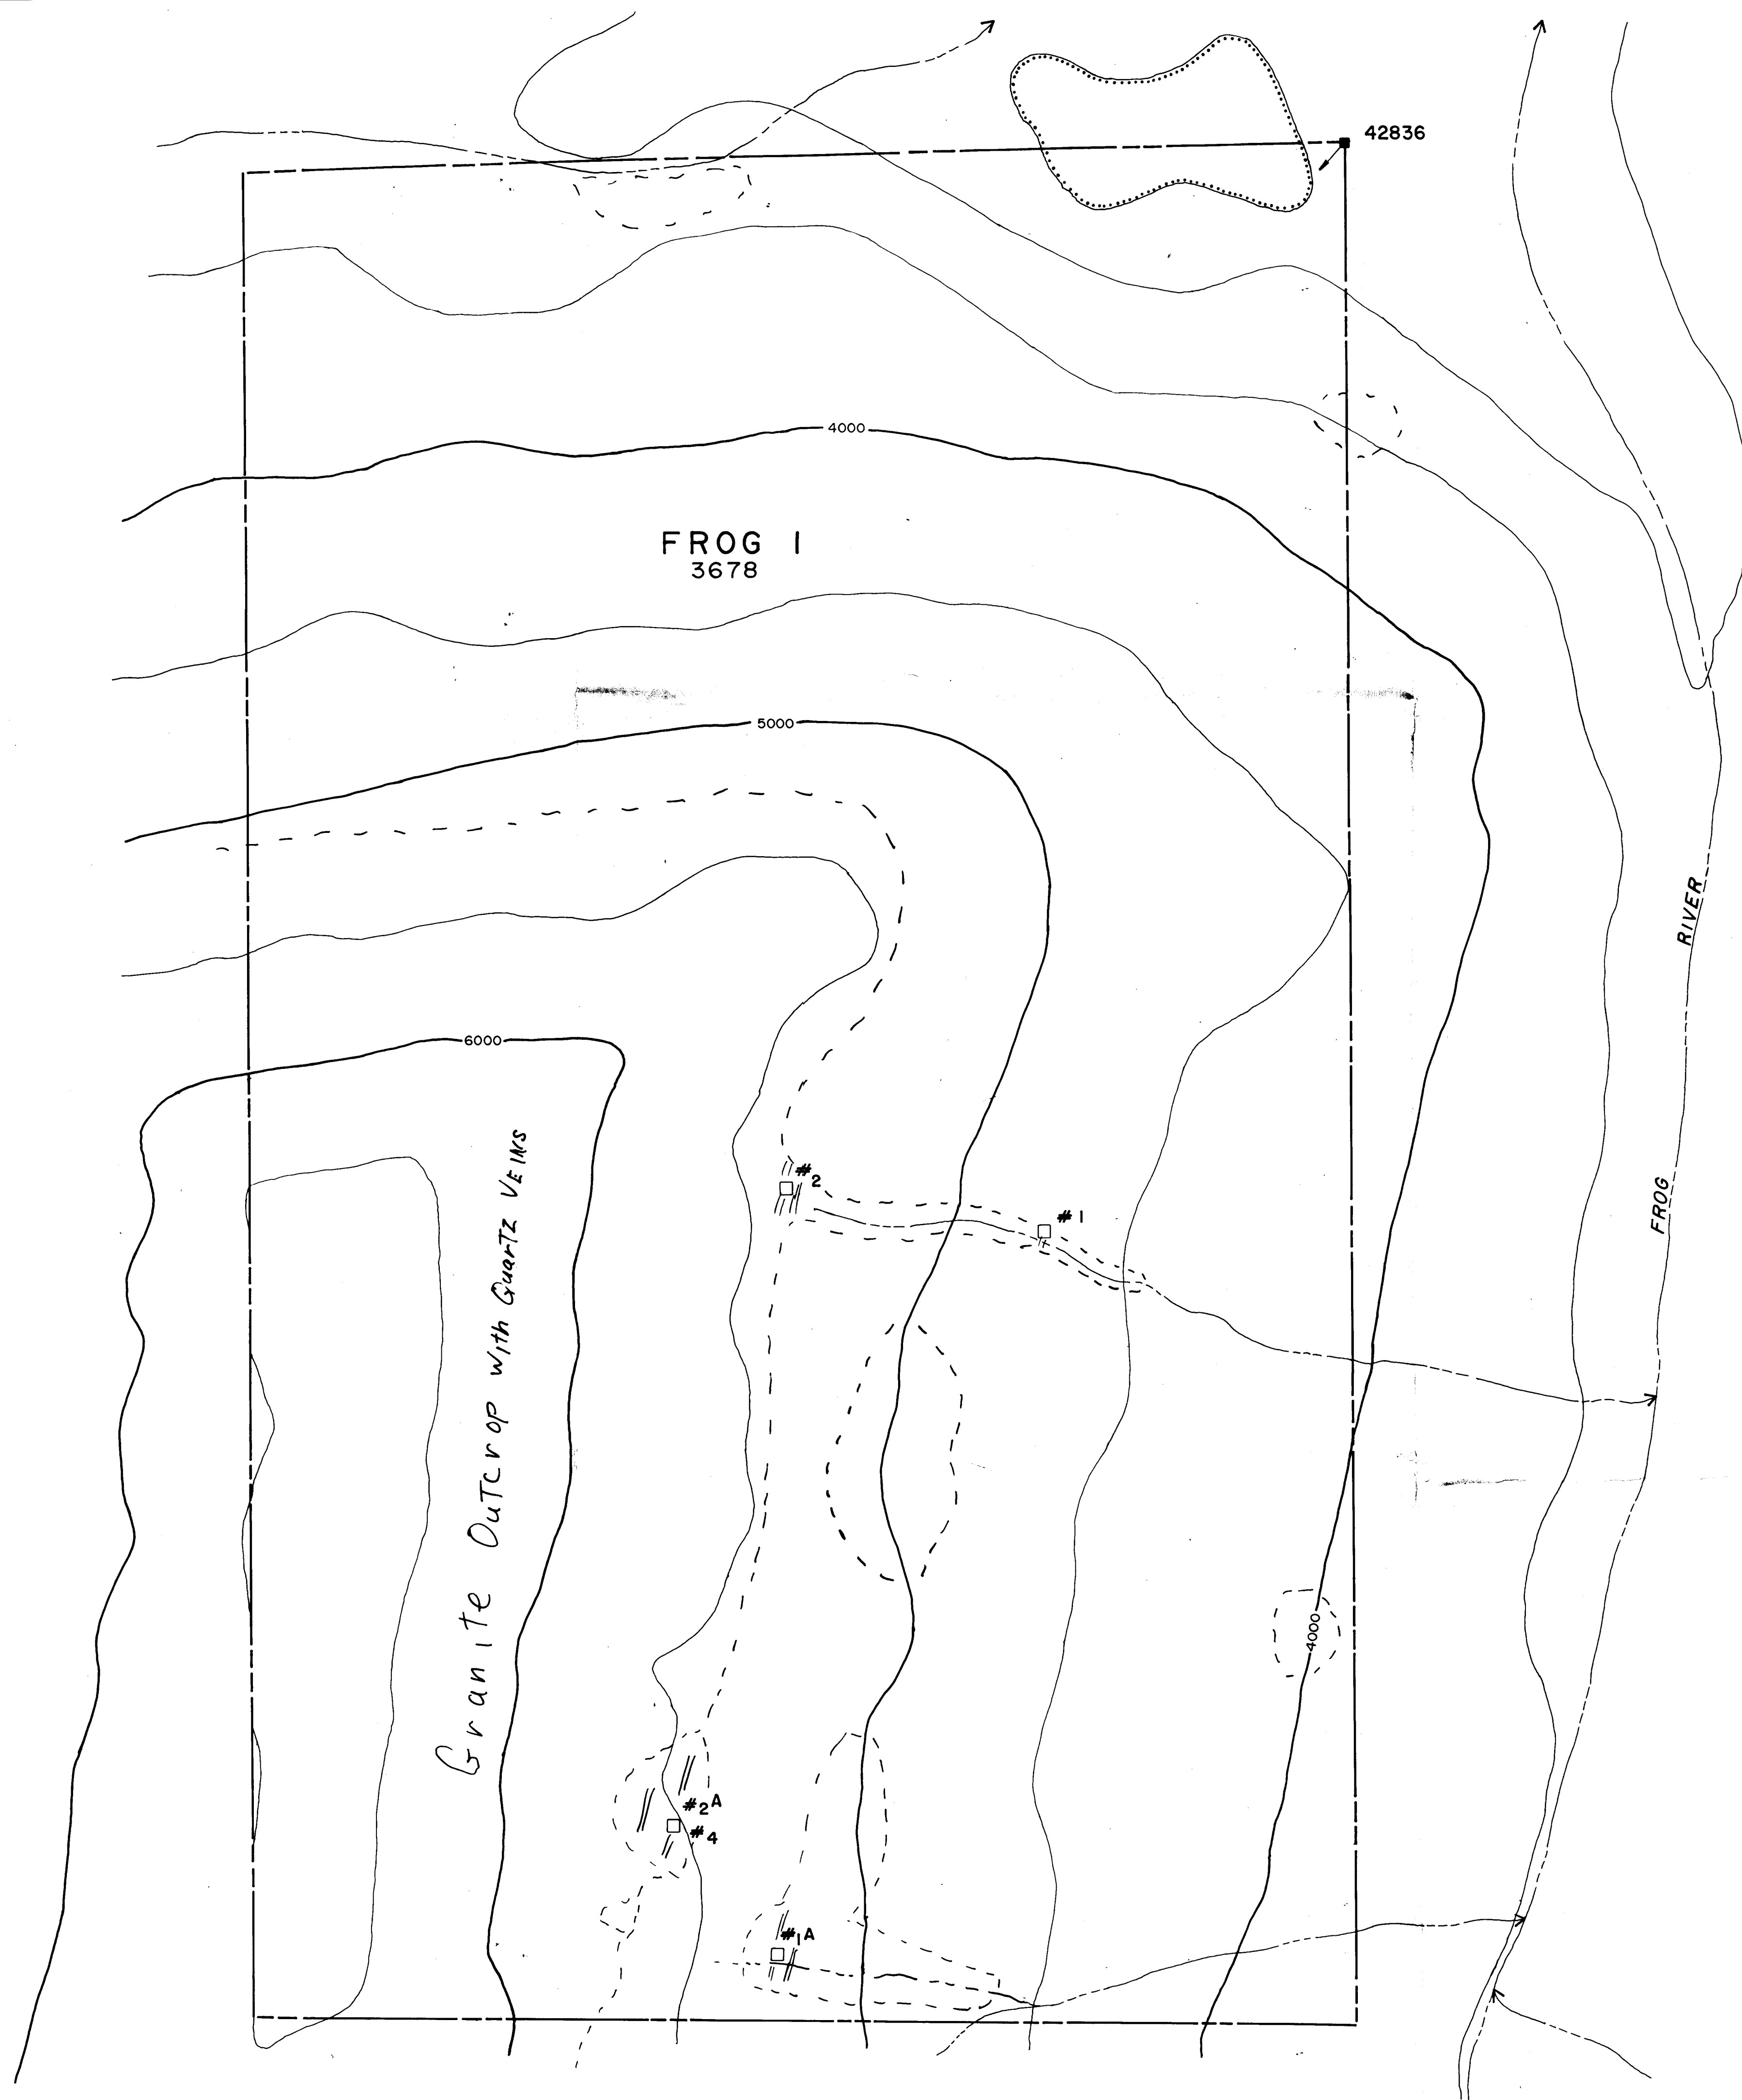 42836
4000
FROG 1
3678
5000
RIVER
6000
Granite Outcrop with Quartz Veins
#2
FROG
#1
4000
#2A
#4
#1A